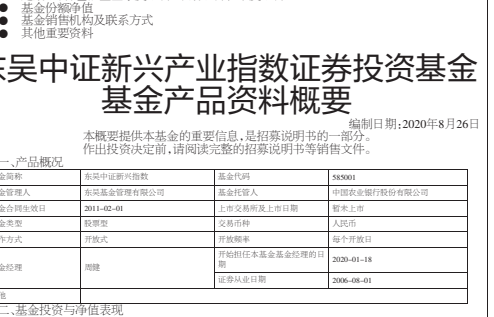 ● 基金份额净值
● 基金销售机构及联系方式
● 其他重要资料
东吴中证新兴产业指数证券投资基金
基金产品资料概要
编制日期:2020年8月26日
本概要提供本基金的重要信息,是招募说明书的一部分。
作出投资决定前,请阅读完整的招募说明书等销售文件。
一、产品概况
金简称 东吴中证新兴指数 基金代码 585001
金管理人 东吴基金管理有限公司 基金托管人 中国农业银行股份有限公司
金合同生效日 2011-02-01 上市交易所及上市日期 暂未上市
金类型 股票型 交易币种 人民币
作方式 开放式 开放频率 每个开放日
金经理 周健 开始担任本基金基金经理的日期 2020-01-18
证券从业日期 2006-08-01
他
二、基金投资与净值表现